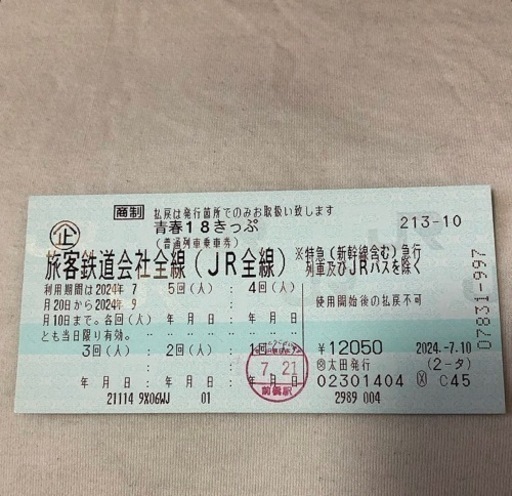 商制 払戻は発行箇所でのみお取扱い致します
青春18きっぷ 213-10
(普通列車乗車券)
企
旅客鉄道会社全線(JR全線) ※特急(新幹線含む)急行
列車及びJRバスを除く
利用期間は2024年 7 5回(人) : 4回(人) :
月20日から2024年 9 使用開始後の払戻不可
月10日まで。各回(人) 年 月 日: 年 月 日
とも当日限り有効。
3回(人) : 2回(人) : 1回 ¥12050 2024-7.10
7.21
前橋駅
太田発行 (2-タ)
年 月 日: 年 月 日: 年 月 日 02301404 C45
21114 9X06WJ 01 2989 004
07831-997